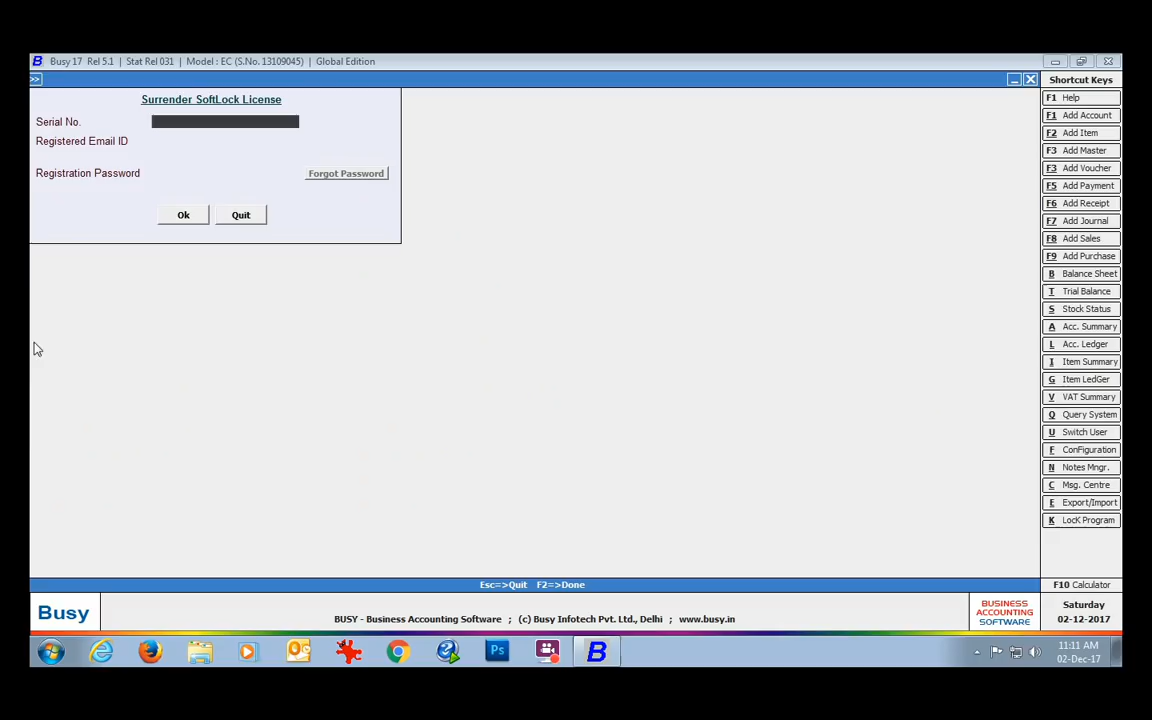 B Busy 17 Rel 5.1 | Stat Rel 031 | Model : EC (S.No. 13109045) | Global Edition
>>
Shortcut Keys
Surrender SoftLock License
Serial No.
Registered Email ID
Registration Password
Forgot Password
Ok
Quit
F1 Help
F1 Add Account
F2 Add Item
F3 Add Master
F3 Add Voucher
F5 Add Payment
F6 Add Receipt
F7 Add Journal
F8 Add Sales
F9 Add Purchase
B Balance Sheet
T Trial Balance
S Stock Status
A Acc. Summary
L Acc. Ledger
I Item Summary
G Item LedGer
V VAT Summary
Q Query System
U Switch User
F ConFiguration
N Notes Mngr.
C Msg. Centre
E Export/Import
K LocK Program
Esc=>Quit F2=>Done
F10 Calculator
Busy
BUSY - Business Accounting Software ; (c) Busy Infotech Pvt. Ltd., Delhi ; www.busy.in
BUSINESS
ACCOUNTING
SOFTWARE
Saturday
02-12-2017
Ps
B
11:11 AM
02-Dec-17